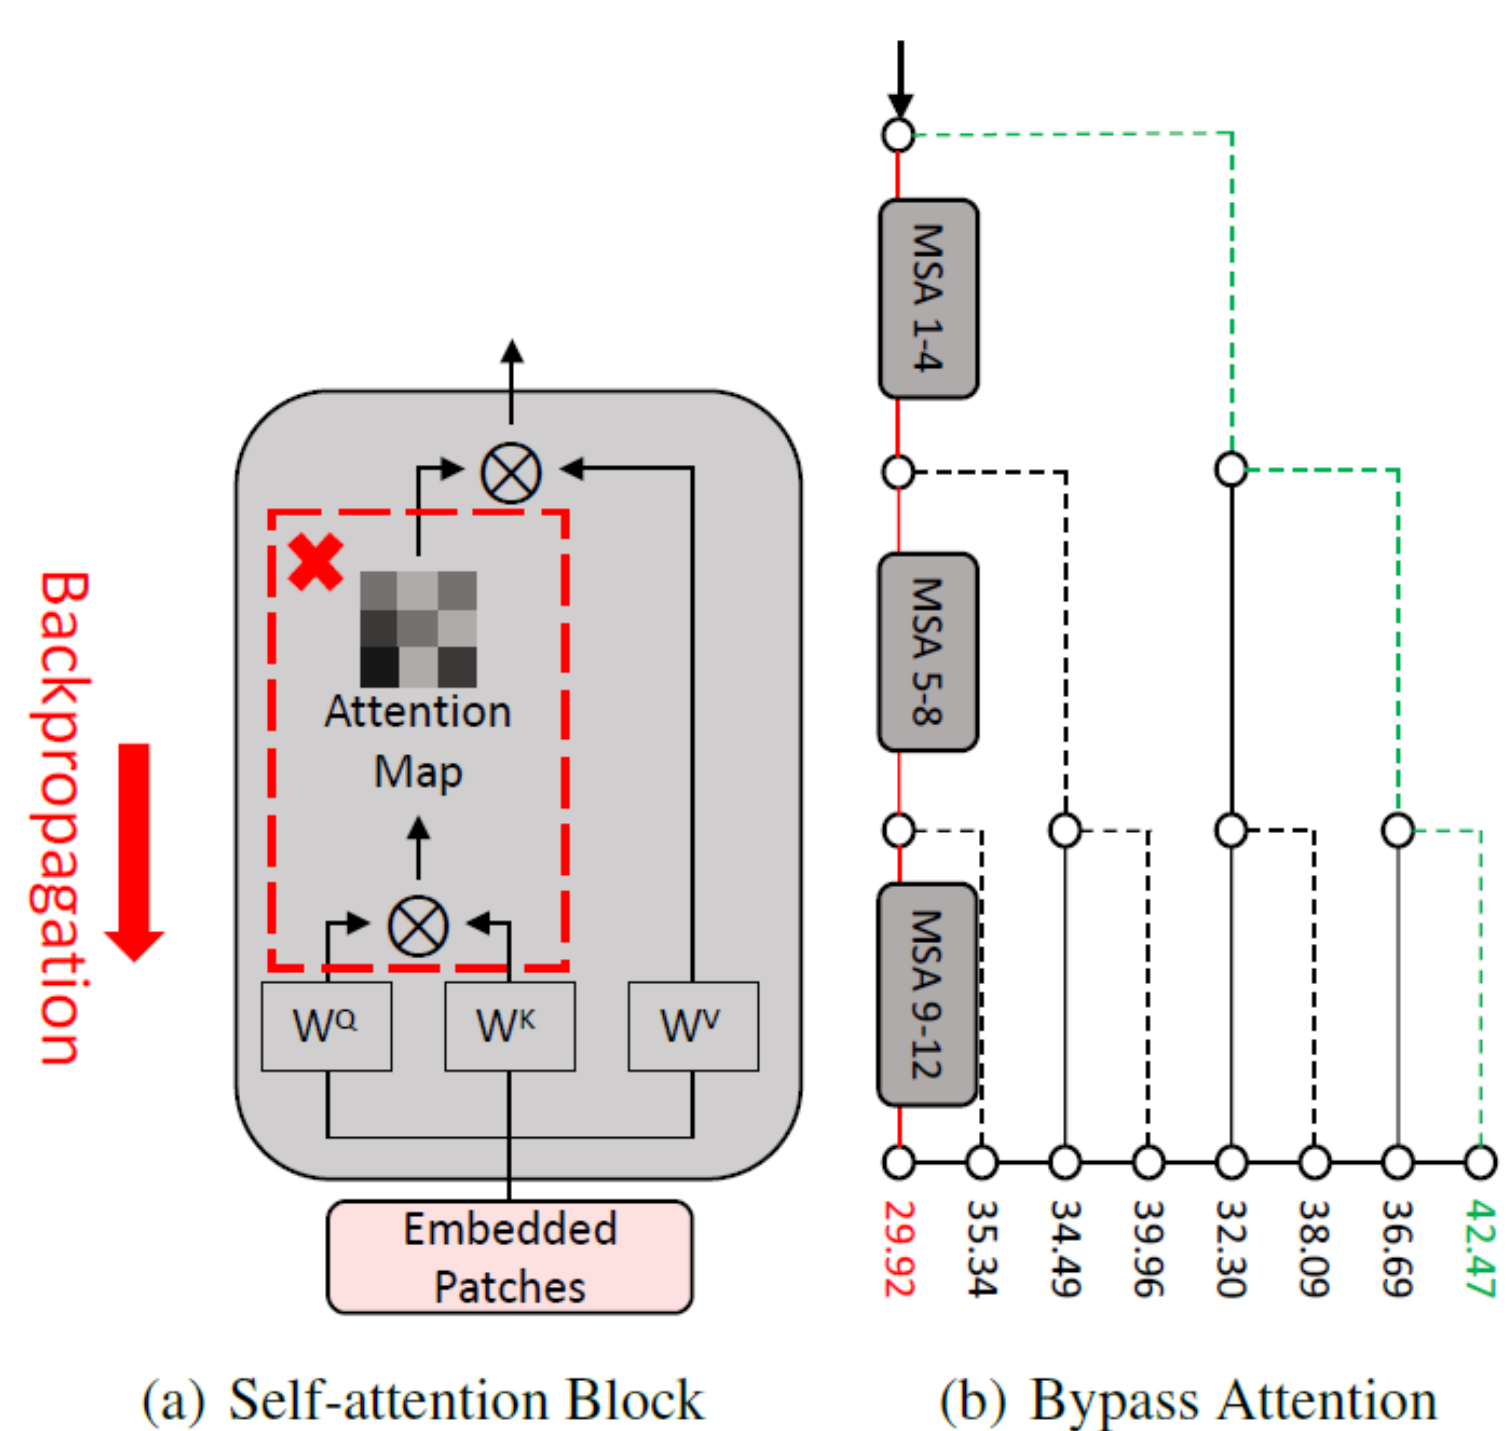 Backpropagation
Attention
Map
W^Q
W^K
W^V
Embedded
Patches
(a) Self-attention Block
MSA 1-4
MSA 5-8
MSA 9-12
29.92
35.34
34.49
39.96
32.30
38.09
36.69
42.47
(b) Bypass Attention